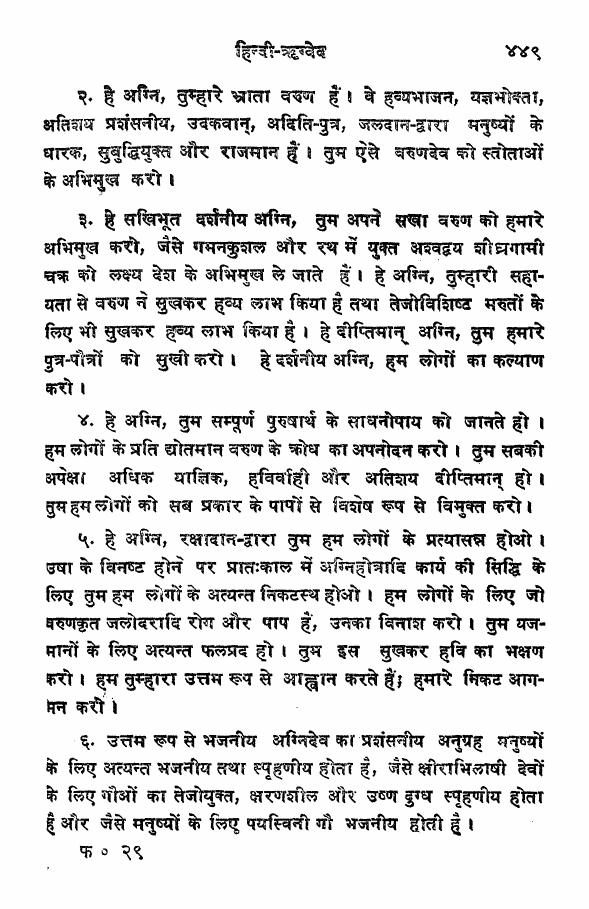 हिन्दी-ऋग्वेद ४४९
२. हे अग्नि, तुम्हारे भ्राता वरुण हैं। वे हव्यभाजन, यज्ञभोक्ता,
अतिशय प्रशंसनीय, उदकवान्, अदिति-पुत्र, जलदान-द्वारा मनुष्यों के
धारक, सुबुद्धियुक्त और राजमान हैं। तुम ऐसे वरुणदेव को स्तोताओं
के अभिमुख करो।
३. हे सखिभूत दर्शनीय अग्नि, तुम अपने सखा वरुण को हमारे
अभिमुख करो, जैसे गमनकुशल और रथ में युक्त अश्वद्वय शीघ्रगामी
चक्र को लक्ष्य देश के अभिमुख ले जाते हैं। हे अग्नि, तुम्हारी सहा-
यता से वरुण ने सुखकर हव्य लाभ किया है तथा तेजोविशिष्ट मरुतों के
लिए भी सुखकर हव्य लाभ किया है। हे दीप्तिमान् अग्नि, तुम हमारे
पुत्र-पौत्रों को सुखी करो। हे दर्शनीय अग्नि, हम लोगों का कल्याण
करो।
४. हे अग्नि, तुम सम्पूर्ण पुरुषार्थ के साधनोपाय को जानते हो।
हम लोगों के प्रति द्योतमान वरुण के क्रोध का अपनोदन करो। तुम सबकी
अपेक्षा अधिक याज्ञिक, हविर्वाही और अतिशय दीप्तिमान् हो।
तुम हम लोगों को सब प्रकार के पापों से विशेष रूप से विमुक्त करो।
५. हे अग्नि, रक्षादान-द्वारा तुम हम लोगों के प्रत्यासन्न होओ।
उषा के विनष्ट होने पर प्रातःकाल में अग्निहोत्रादि कार्य की सिद्धि के
लिए तुम हम लोगों के अत्यन्त निकटस्थ होओ। हम लोगों के लिए जो
वरुणकृत जलोदरादि रोग और पाप हैं, उनका विनाश करो। तुम यज-
मानों के लिए अत्यन्त फलप्रद हो। तुम इस सुखकर हवि का भक्षण
करो। हम तुम्हारा उत्तम रूप से आह्वान करते हैं; हमारे निकट आग-
मन करो।
६. उत्तम रूप से भजनीय अग्निदेव का प्रशंसनीय अनुग्रह मनुष्यों
के लिए अत्यन्त भजनीय तथा स्पृहणीय होता है, जैसे क्षीराभिलाषी देवों
के लिए गौओं का तेजोयुक्त, क्षरणशील और उष्ण दुग्ध स्पृहणीय होता
है और जैसे मनुष्यों के लिए पयस्विनी गौ भजनीय होती है।
फ० २९